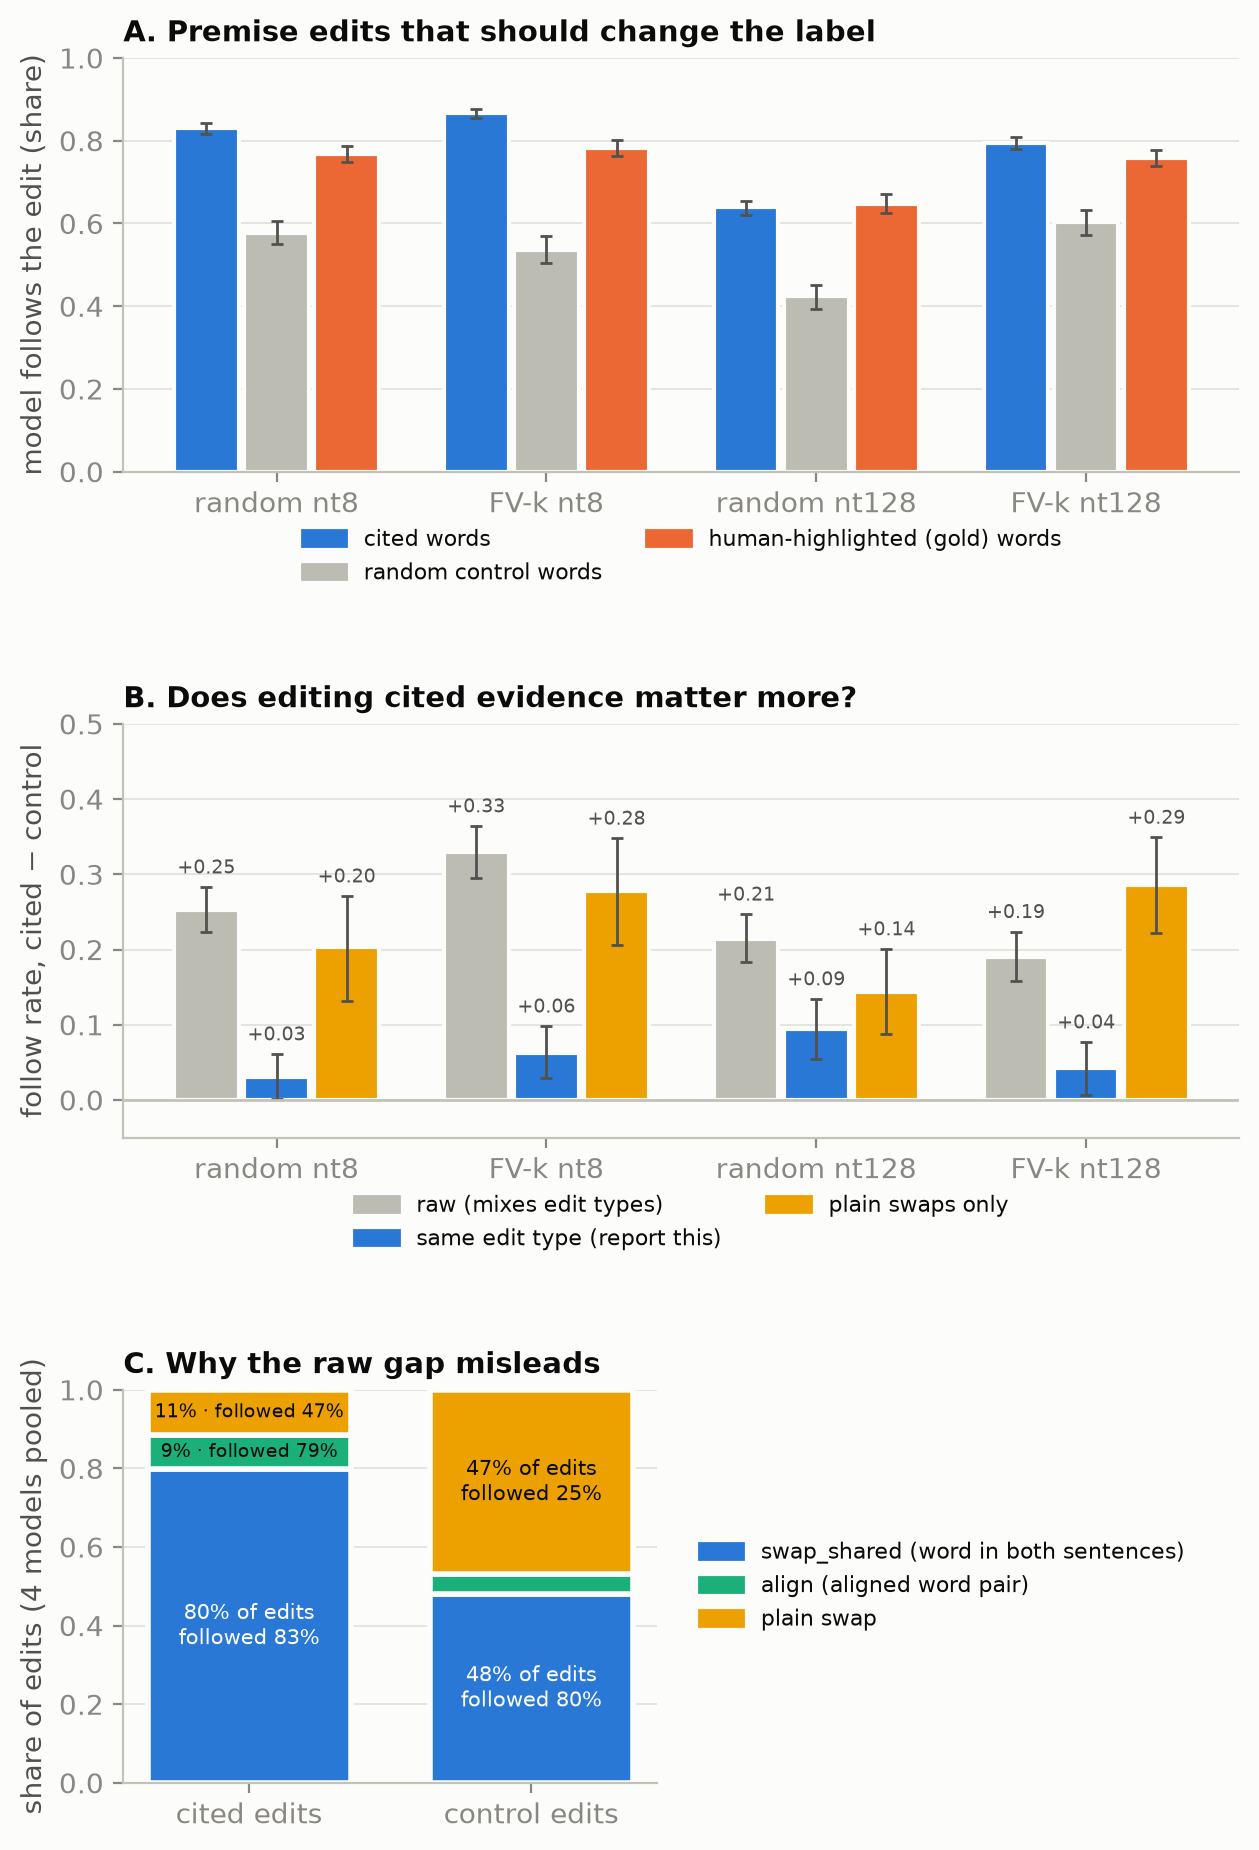 A. Premise edits that should change the label
model follows the edit (share)
1.0
0.8
0.6
0.4
0.2
0.0
random nt8
FV-k nt8
random nt128
FV-k nt128
cited words
human-highlighted (gold) words
random control words
B. Does editing cited evidence matter more?
follow rate, cited − control
0.5
0.4
0.3
0.2
0.1
0.0
+0.25
+0.03
+0.20
+0.33
+0.06
+0.28
+0.21
+0.09
+0.14
+0.19
+0.04
+0.29
random nt8
FV-k nt8
random nt128
FV-k nt128
raw (mixes edit types)
plain swaps only
same edit type (report this)
C. Why the raw gap misleads
share of edits (4 models pooled)
1.0
0.8
0.6
0.4
0.2
0.0
11% · followed 47%
9% · followed 79%
80% of edits
followed 83%
47% of edits
followed 25%
48% of edits
followed 80%
cited edits
control edits
swap_shared (word in both sentences)
align (aligned word pair)
plain swap